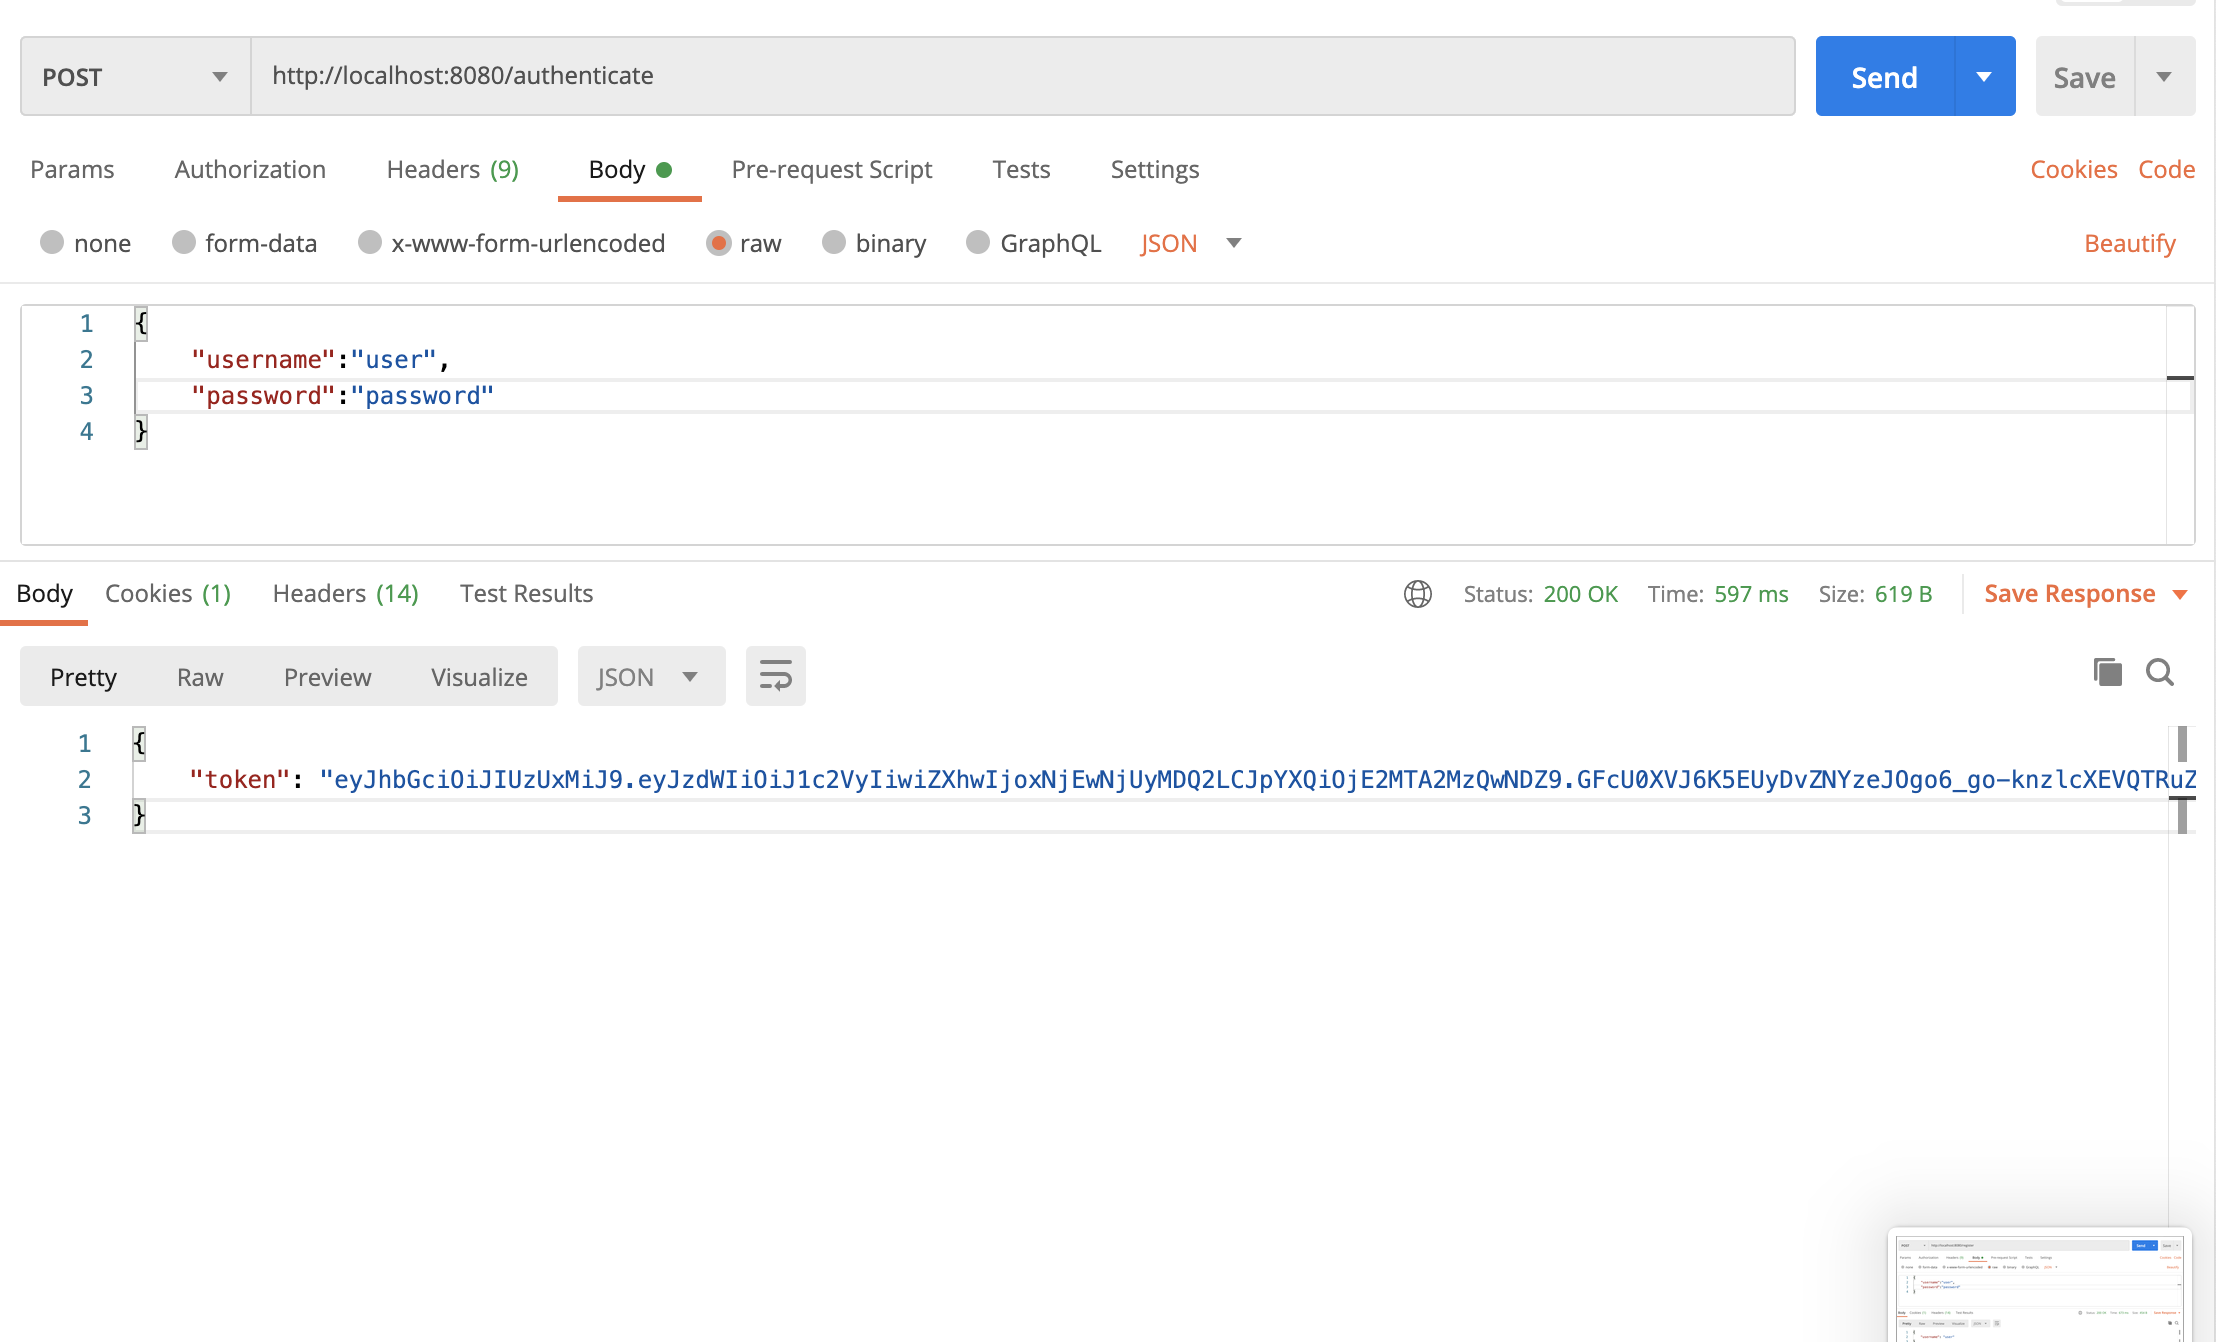 POST http://localhost:8080/authenticate Send Save
Params Authorization Headers (9) Body Pre-request Script Tests Settings Cookies Code
none form-data x-www-form-urlencoded raw binary GraphQL JSON Beautify
1 {
2 "username":"user",
3 "password":"password"
4 }
Body Cookies (1) Headers (14) Test Results Status: 200 OK Time: 597 ms Size: 619 B Save Response
Pretty Raw Preview Visualize JSON
1 {
2 "token": "eyJhbGciOiJIUzUxMiJ9.eyJzdWIiOiJ1c2VyIiwiZXhwIjoxNjEwNjUyMDQ2LCJpYXQiOjE2MTA2MzQwNDZ9.GFcU0XVJ6K5EUyDvZNYzeJOgo6_go-knzlcXEVQTRuZ
3 }